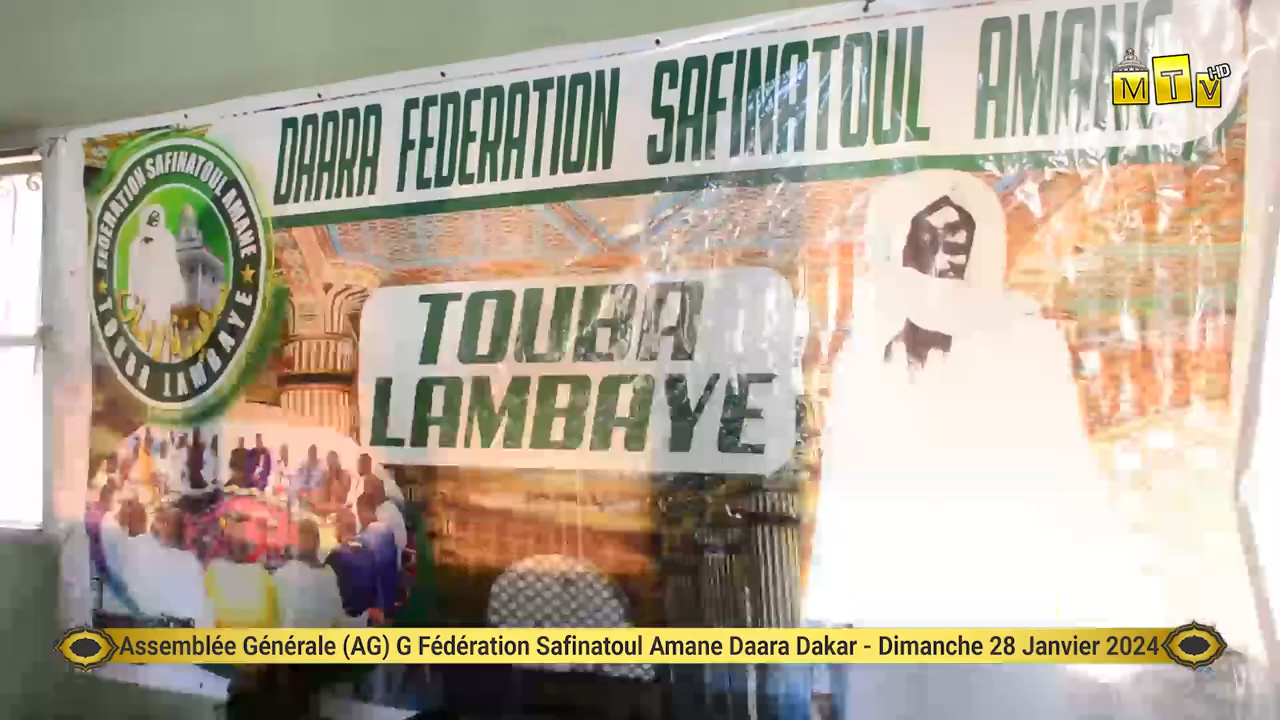 DAARA FEDERATION SAFINATOUL AMANE
MTV HD
FEDERATION SAFINATOUL AMANE
TOUBA LAMBAYE
TOUBA
LAMBAYE
Assemblée Générale (AG) G Fédération Safinatoul Amane Daara Dakar - Dimanche 28 Janvier 2024